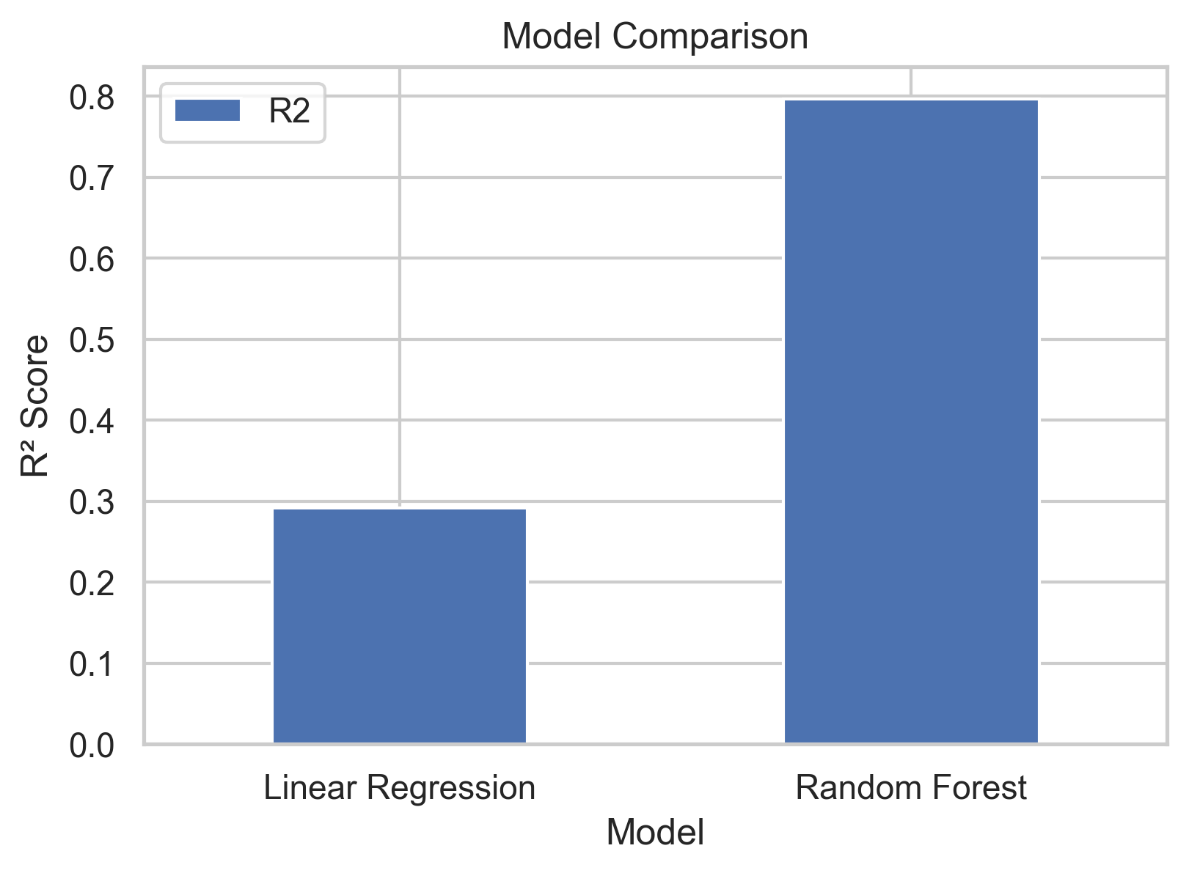 Model Comparison
R2
R² Score
0.8
0.7
0.6
0.5
0.4
0.3
0.2
0.1
0.0
Linear Regression
Random Forest
Model